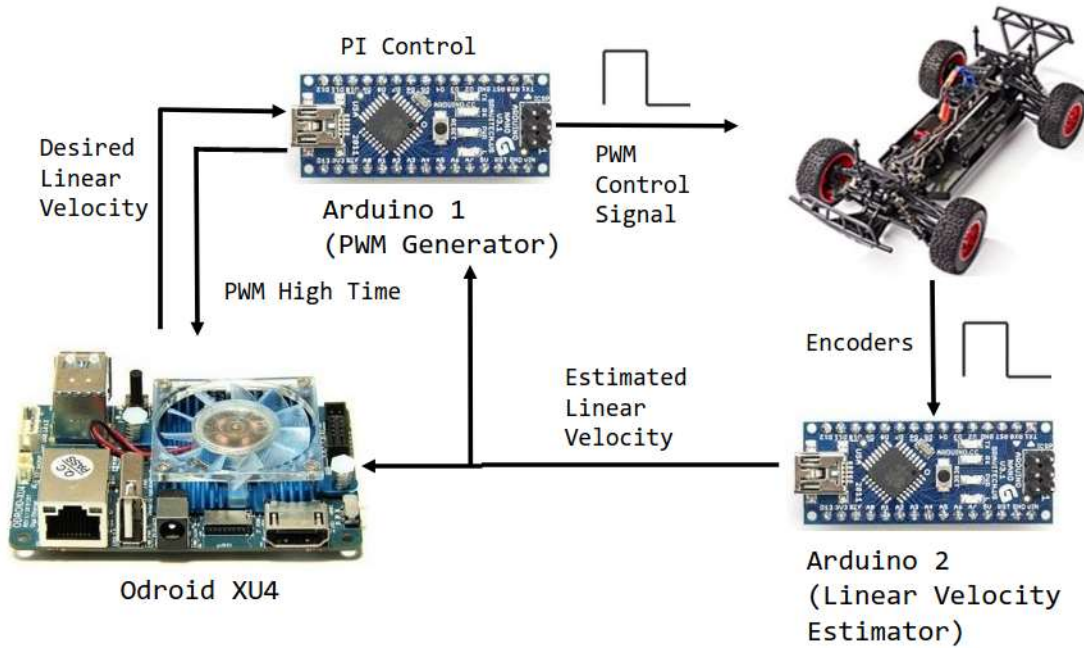 PI Control
Desired
Linear
Velocity
PWM
Control
Signal
Arduino 1
(PWM Generator)
PWM High Time
Encoders
Estimated
Linear
Velocity
Odroid XU4
Arduino 2
(Linear Velocity
Estimator)